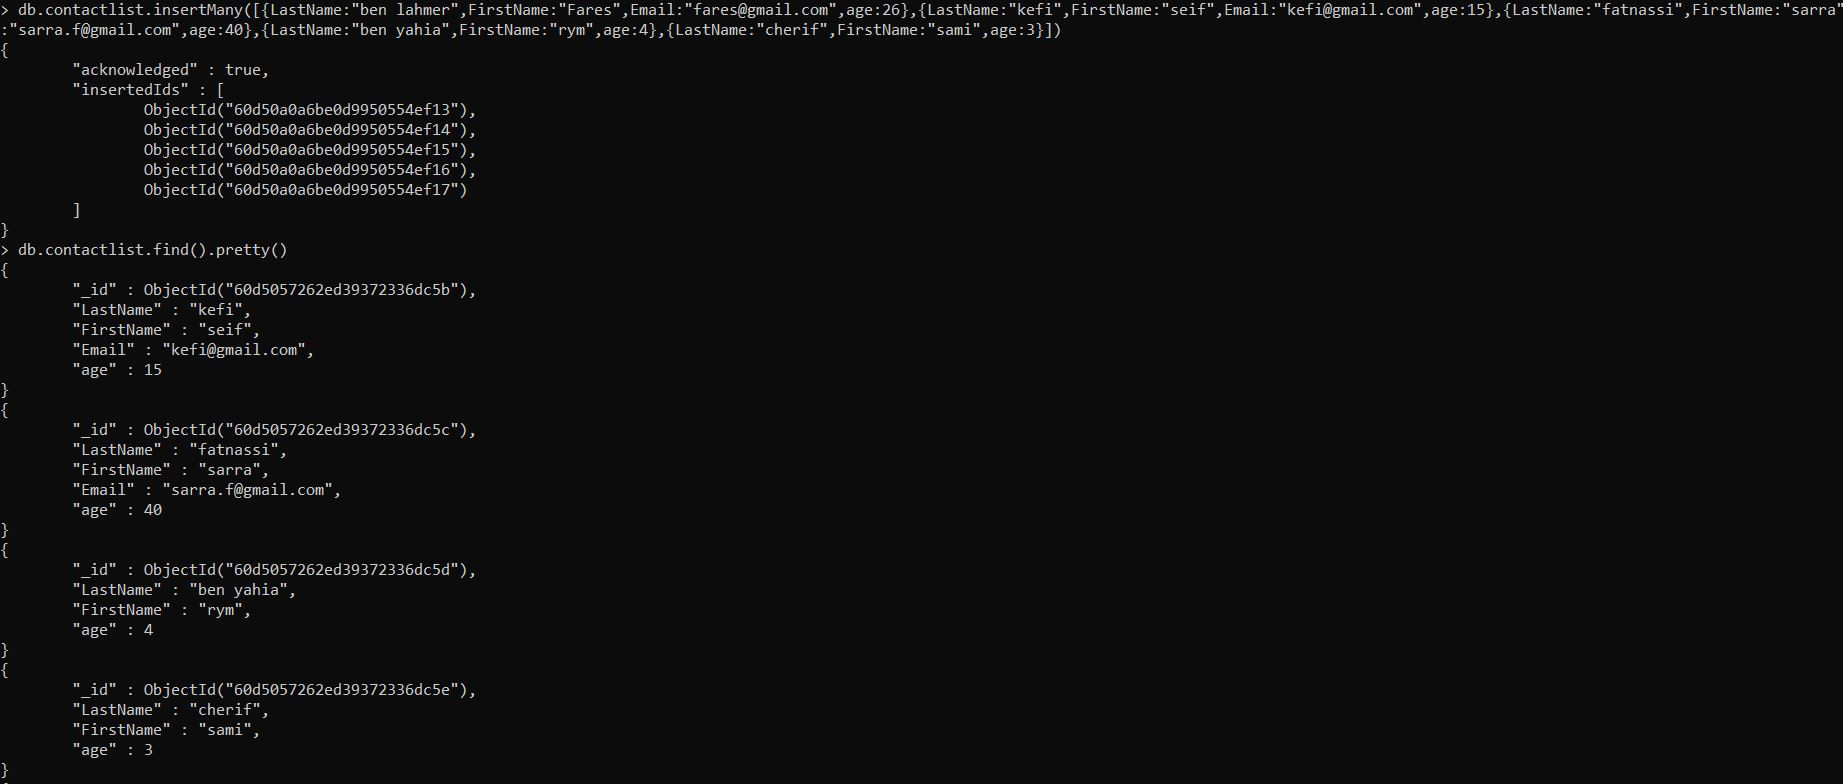 > db.contactlist.insertMany([{LastName:"ben lahmer",FirstName:"Fares",Email:"fares@gmail.com",age:26},{LastName:"kefi",FirstName:"seif",Email:"kefi@gmail.com",age:15},{LastName:"fatnassi",FirstName:"sarra"
:"sarra.f@gmail.com",age:40},{LastName:"ben yahia",FirstName:"rym",age:4},{LastName:"cherif",FirstName:"sami",age:3}])
{
        "acknowledged" : true,
        "insertedIds" : [
                ObjectId("60d50a0a6be0d9950554ef13"),
                ObjectId("60d50a0a6be0d9950554ef14"),
                ObjectId("60d50a0a6be0d9950554ef15"),
                ObjectId("60d50a0a6be0d9950554ef16"),
                ObjectId("60d50a0a6be0d9950554ef17")
        ]
}
> db.contactlist.find().pretty()
{
        "_id" : ObjectId("60d5057262ed39372336dc5b"),
        "LastName" : "kefi",
        "FirstName" : "seif",
        "Email" : "kefi@gmail.com",
        "age" : 15
}
{
        "_id" : ObjectId("60d5057262ed39372336dc5c"),
        "LastName" : "fatnassi",
        "FirstName" : "sarra",
        "Email" : "sarra.f@gmail.com",
        "age" : 40
}
{
        "_id" : ObjectId("60d5057262ed39372336dc5d"),
        "LastName" : "ben yahia",
        "FirstName" : "rym",
        "age" : 4
}
{
        "_id" : ObjectId("60d5057262ed39372336dc5e"),
        "LastName" : "cherif",
        "FirstName" : "sami",
        "age" : 3
}